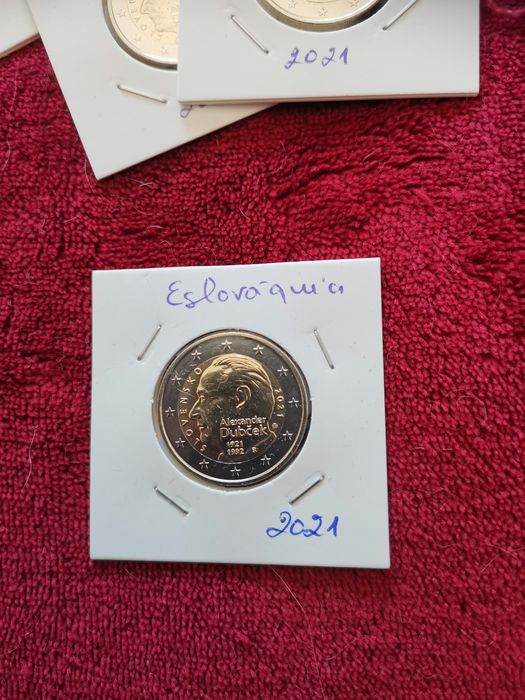 2021
Eslováquia
SLOVENSKO
2021
Alexander
Dubček
1921
1992
2021